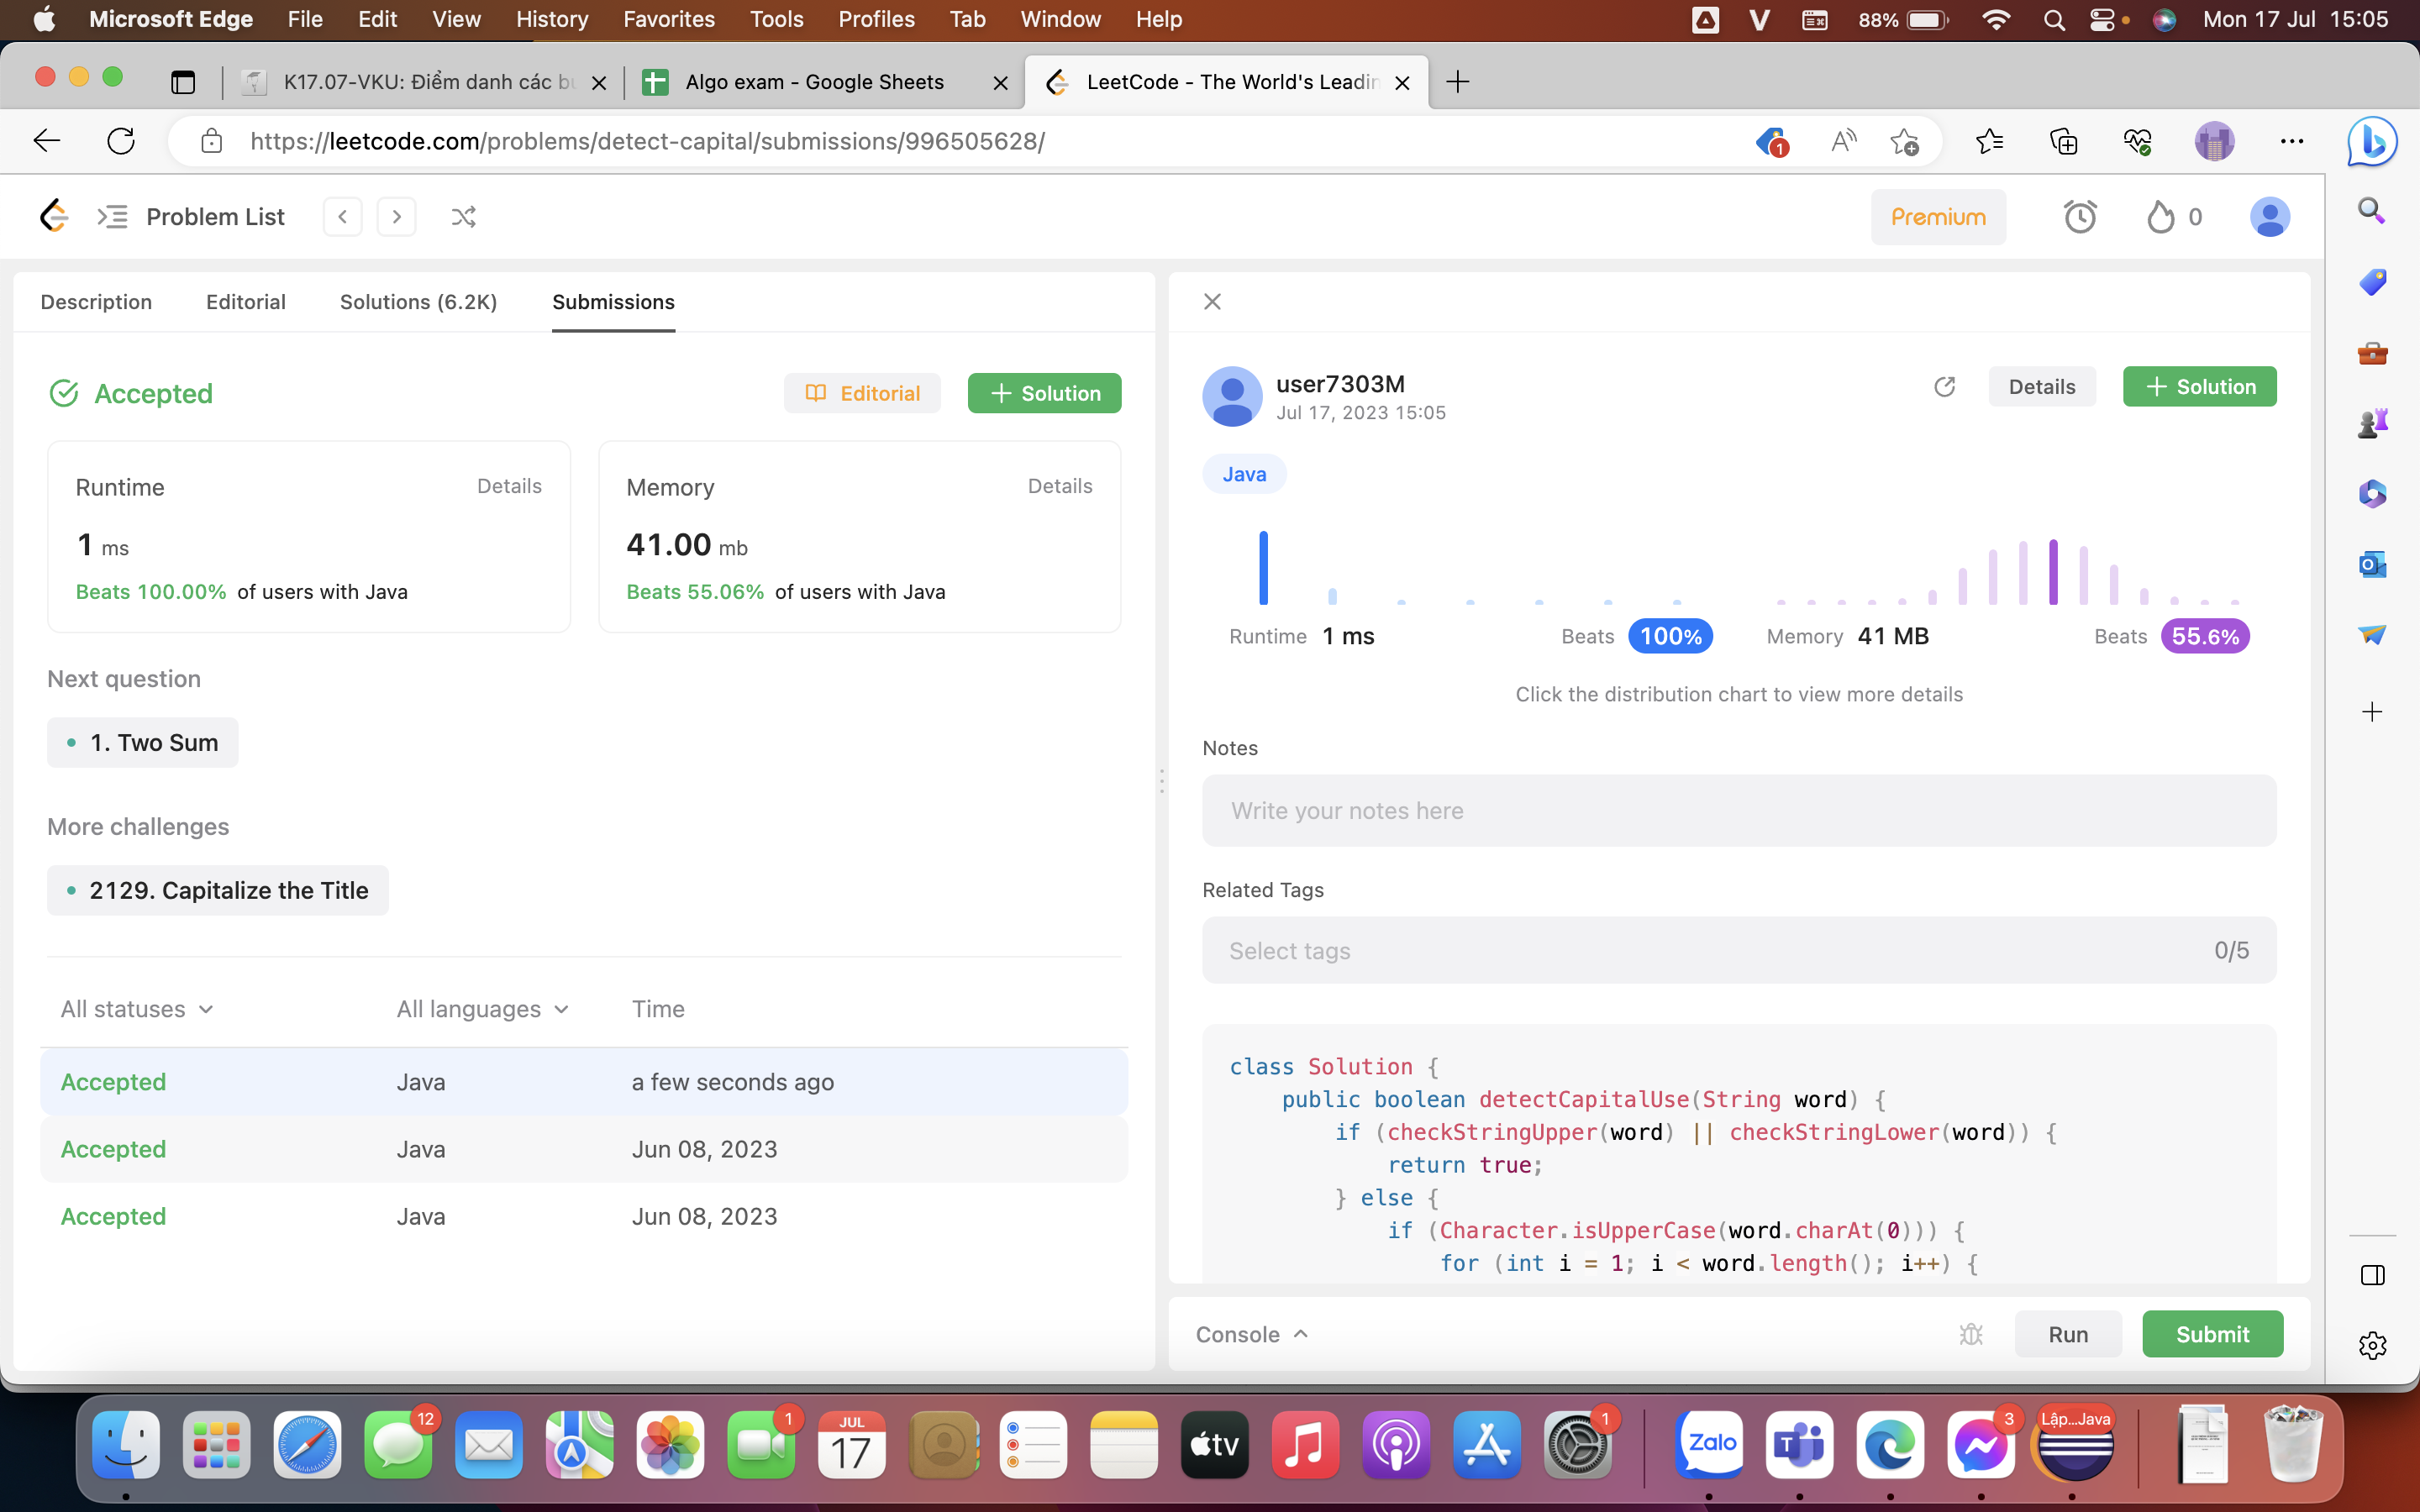 Microsoft Edge File Edit View History Favorites Tools Profiles Tab Window Help 88% Mon 17 Jul 15:05
K17.07-VKU: Điểm danh các bu Algo exam - Google Sheets LeetCode - The World's Leadin
https://leetcode.com/problems/detect-capital/submissions/996505628/ 1
Problem List Premium 0
Description Editorial Solutions (6.2K) Submissions
Accepted Editorial Solution
Runtime Details
1 ms
Beats 100.00% of users with Java
Memory Details
41.00 mb
Beats 55.06% of users with Java
Next question
1. Two Sum
More challenges
2129. Capitalize the Title
All statuses All languages Time
Accepted Java a few seconds ago
Accepted Java Jun 08, 2023
Accepted Java Jun 08, 2023
user7303M
Jul 17, 2023 15:05
Details Solution
Java
Runtime 1 ms Beats 100% Memory 41 MB Beats 55.6%
Click the distribution chart to view more details
Notes
Write your notes here
Related Tags
Select tags 0/5
class Solution {
public boolean detectCapitalUse(String word) {
if (checkStringUpper(word) || checkStringLower(word)) {
return true;
} else {
if (Character.isUpperCase(word.charAt(0))) {
for (int i = 1; i < word.length(); i++) {
Console Run Submit
12 1 JUL 17 tv 1 Zalo 3 Lập...Java